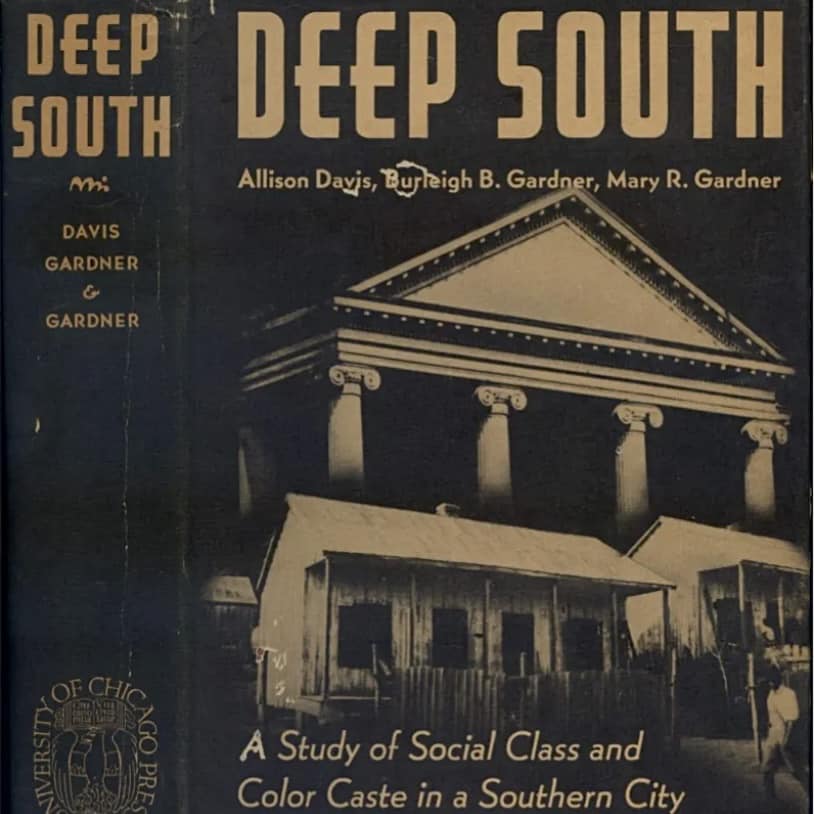 DEEP
SOUTH
DAVIS
GARDNER
&
GARDNER
UNIVERSITY OF CHICAGO PRESS
DEEP SOUTH
Allison Davis, Burleigh B. Gardner, Mary R. Gardner
A Study of Social Class and
Color Caste in a Southern City